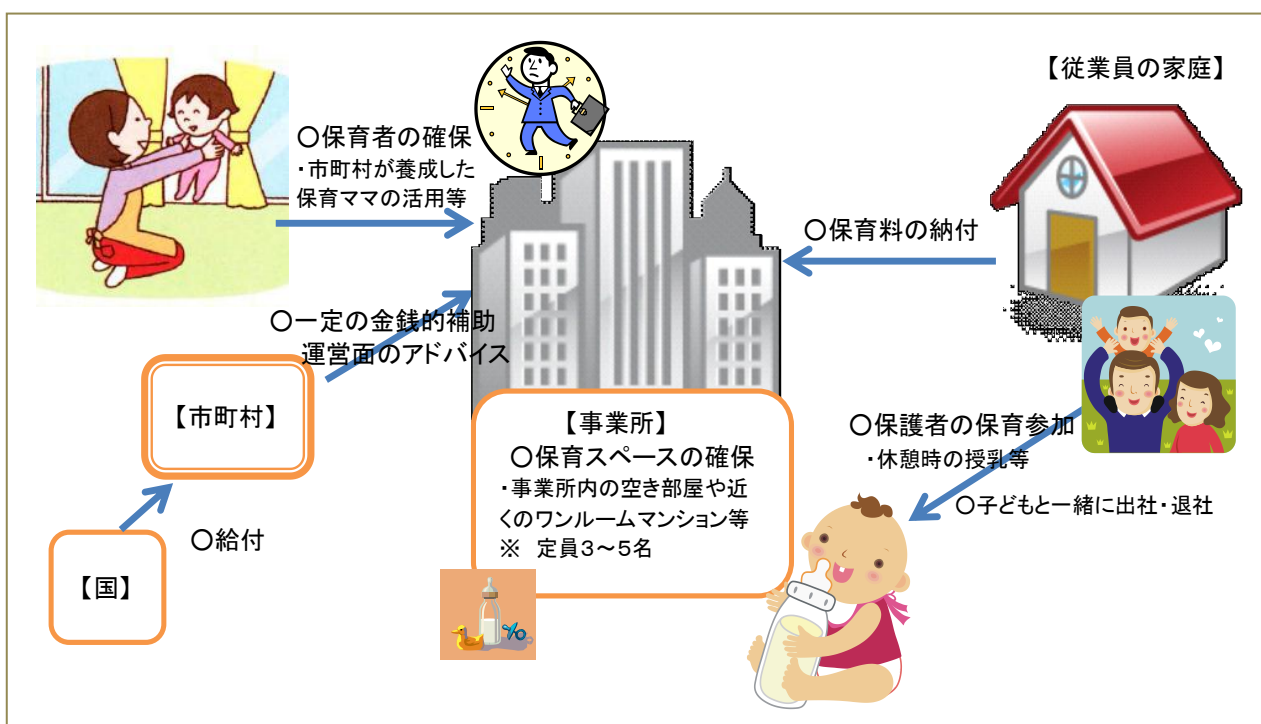 【従業員の家庭】
○保育者の確保
・市町村が養成した
保育ママの活用等
○保育料の納付
○一定の金銭的補助
運営面のアドバイス
【市町村】
【事業所】
○保育スペースの確保
・事業所内の空き部屋や近
くのワンルームマンション等
※ 定員3~5名
○保護者の保育参加
・休憩時の授乳等
○子どもと一緒に出社・退社
○給付
【国】